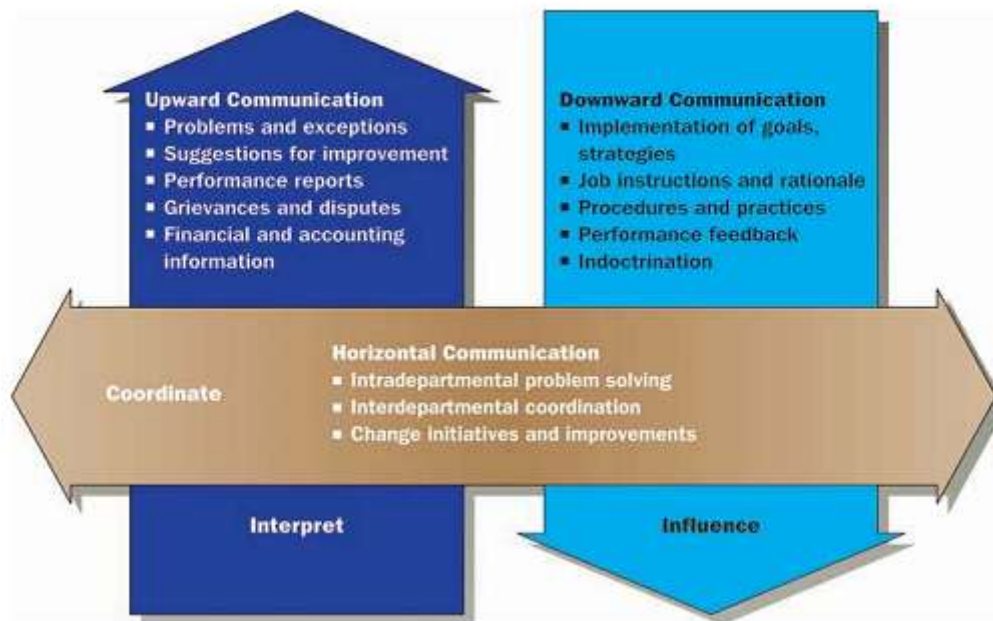 Upward Communication
▪ Problems and exceptions
▪ Suggestions for improvement
▪ Performance reports
▪ Grievances and disputes
▪ Financial and accounting
information
Downward Communication
▪ Implementation of goals,
strategies
▪ Job instructions and rationale
▪ Procedures and practices
▪ Performance feedback
▪ Indoctrination
Coordinate
Horizontal Communication
▪ Intradepartmental problem solving
▪ Interdepartmental coordination
▪ Change initiatives and improvements
Interpret
Influence